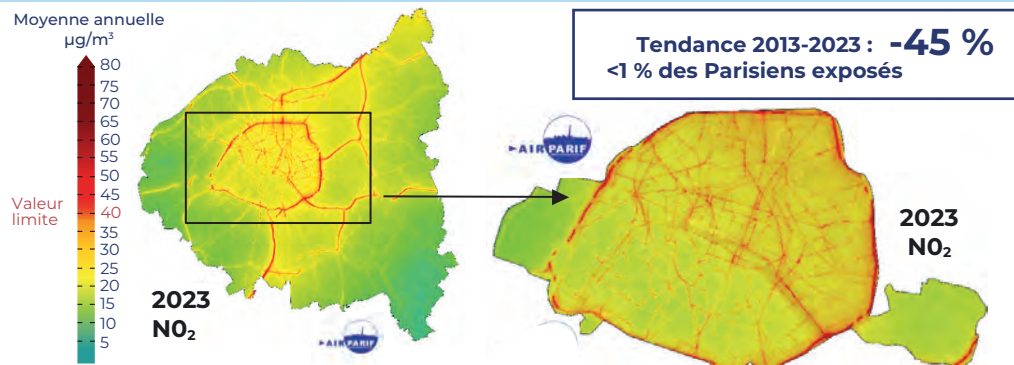 Moyenne annuelle
µg/m³
80
75
70
65
60
55
50
45
40
35
30
25
20
15
10
5
Valeur
limite
2023
N0₂
AIRPARIF
Tendance 2013-2023 : -45 %
<1 % des Parisiens exposés
AIRPARIF
2023
N0₂